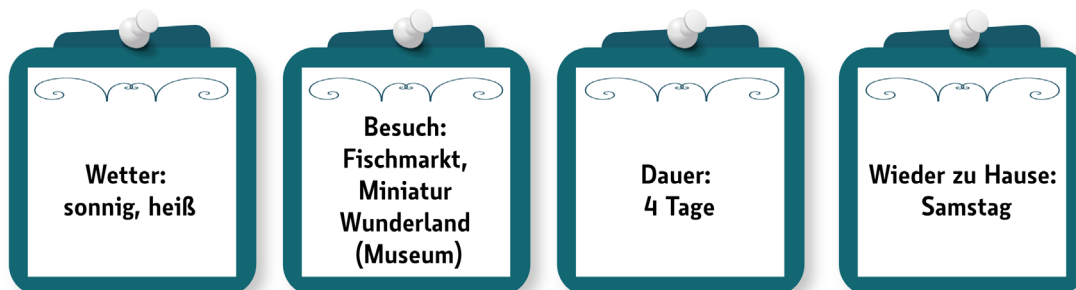 Wetter:
sonnig, heiß
Besuch:
Fischmarkt,
Miniatur
Wunderland
(Museum)
Dauer:
4 Tage
Wieder zu Hause:
Samstag